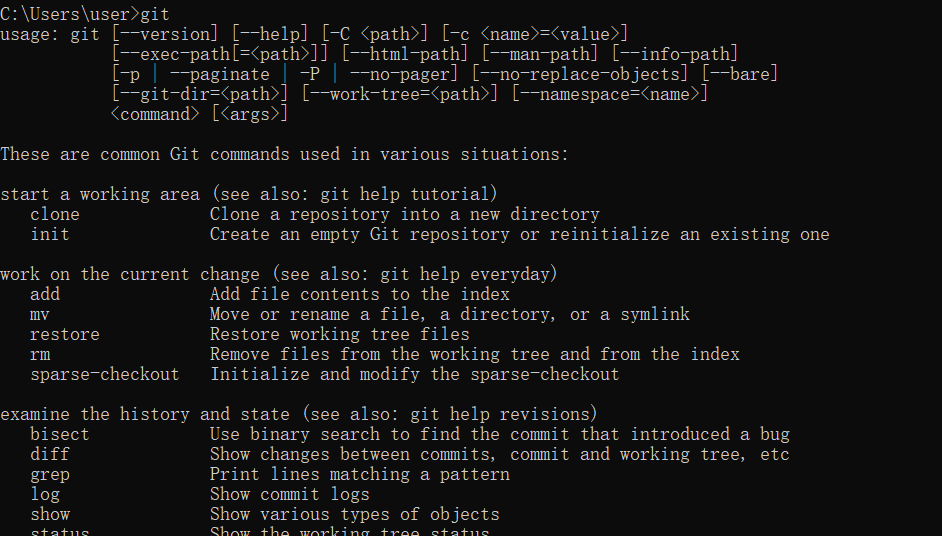 C:\Users\user>git
usage: git [--version] [--help] [-C <path>] [-c <name>=<value>]
           [--exec-path[=<path>]] [--html-path] [--man-path] [--info-path]
           [-p | --paginate | -P | --no-pager] [--no-replace-objects] [--bare]
           [--git-dir=<path>] [--work-tree=<path>] [--namespace=<name>]
           <command> [<args>]

These are common Git commands used in various situations:

start a working area (see also: git help tutorial)
   clone             Clone a repository into a new directory
   init              Create an empty Git repository or reinitialize an existing one

work on the current change (see also: git help everyday)
   add               Add file contents to the index
   mv                Move or rename a file, a directory, or a symlink
   restore           Restore working tree files
   rm                Remove files from the working tree and from the index
   sparse-checkout   Initialize and modify the sparse-checkout

examine the history and state (see also: git help revisions)
   bisect            Use binary search to find the commit that introduced a bug
   diff              Show changes between commits, commit and working tree, etc
   grep              Print lines matching a pattern
   log               Show commit logs
   show              Show various types of objects
   status            Show the working tree status